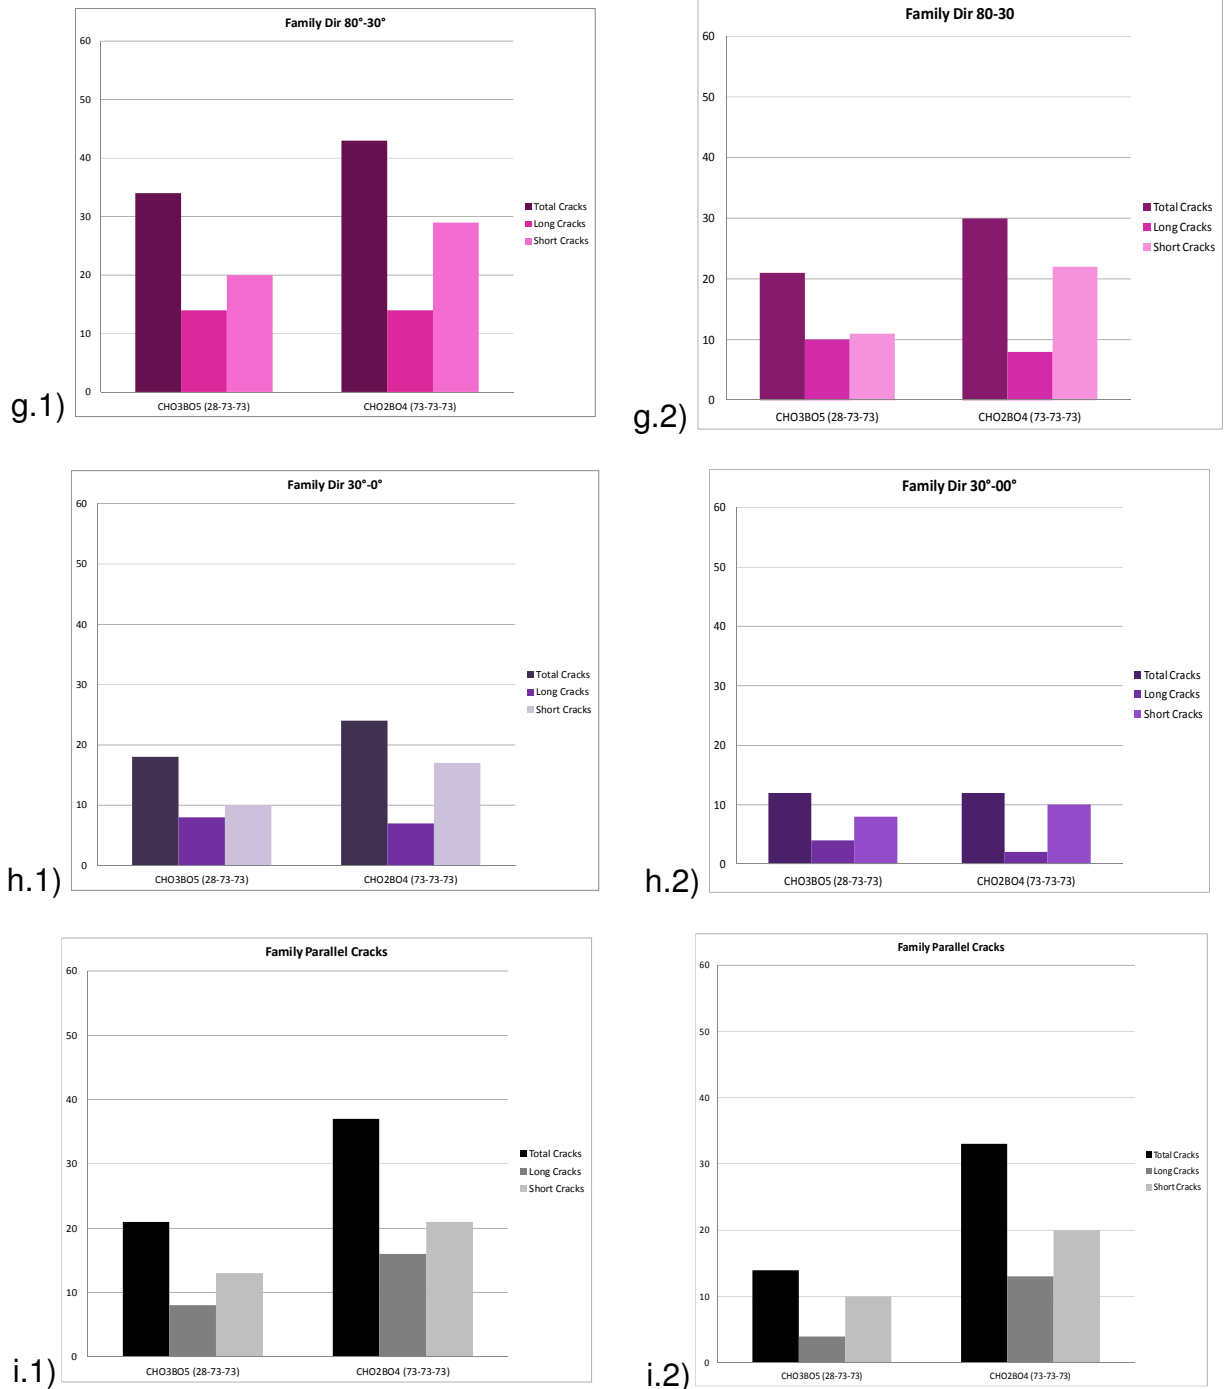 Family Dir 80°-30°
60
50
40
30
20
10
0
CHO3BO5 (28-73-73)
CHO2BO4 (73-73-73)
Total Cracks
Long Cracks
Short Cracks
g.1)
Family Dir 80-30
60
50
40
30
20
10
0
CHO3BO5 (28-73-73)
CHO2BO4 (73-73-73)
Total Cracks
Long Cracks
Short Cracks
g.2)
Family Dir 30°-0°
60
50
40
30
20
10
0
CHO3BO5 (28-73-73)
CHO2BO4 (73-73-73)
Total Cracks
Long Cracks
Short Cracks
h.1)
Family Dir 30°-00°
60
50
40
30
20
10
0
CHO3BO5 (28-73-73)
CHO2BO4 (73-73-73)
Total Cracks
Long Cracks
Short Cracks
h.2)
Family Parallel Cracks
60
50
40
30
20
10
0
CHO3BO5 (28-73-73)
CHO2BO4 (73-73-73)
Total Cracks
Long Cracks
Short Cracks
i.1)
Family Parallel Cracks
60
50
40
30
20
10
0
CHO3BO5 (28-73-73)
CHO2BO4 (73-73-73)
Total Cracks
Long Cracks
Short Cracks
i.2)